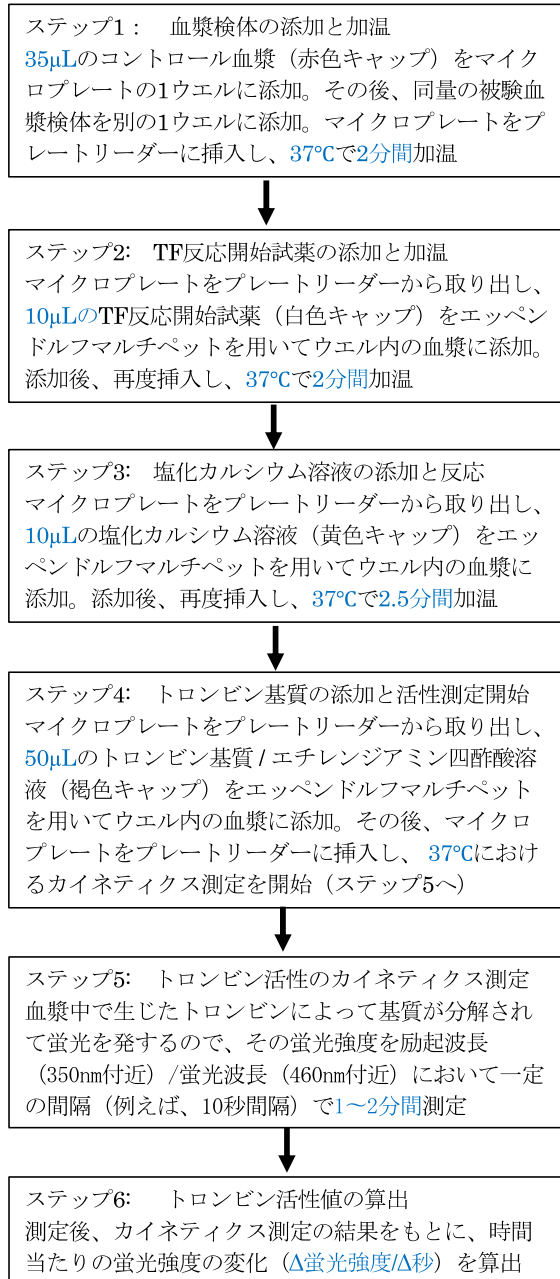 ステップ1： 血漿検体の添加と加温
35μLのコントロール血漿（赤色キャップ）をマイク
ロプレートの1ウエルに添加。その後、同量の被験血
漿検体を別の1ウエルに添加。マイクロプレートをプ
レートリーダーに挿入し、37℃で2分間加温
ステップ2: TF反応開始試薬の添加と加温
マイクロプレートをプレートリーダーから取り出し、
10μLのTF反応開始試薬（白色キャップ）をエッペン
ドルフマルチペットを用いてウエル内の血漿に添加。
添加後、再度挿入し、37℃で2分間加温
ステップ3: 塩化カルシウム溶液の添加と反応
マイクロプレートをプレートリーダーから取り出し、
10μLの塩化カルシウム溶液（黄色キャップ）をエッ
ペンドルフマルチペットを用いてウエル内の血漿に
添加。添加後、再度挿入し、37℃で2.5分間加温
ステップ4: トロンビン基質の添加と活性測定開始
マイクロプレートをプレートリーダーから取り出し、
50μLのトロンビン基質 / エチレンジアミン四酢酸溶
液（褐色キャップ）をエッペンドルフマルチペット
を用いてウエル内の血漿に添加。その後、マイクロ
プレートをプレートリーダーに挿入し、 37℃におけ
るカイネティクス測定を開始（ステップ5へ）
ステップ5: トロンビン活性のカイネティクス測定
血漿中で生じたトロンビンによって基質が分解され
て蛍光を発するので、その蛍光強度を励起波長
（350nm付近）/蛍光波長（460nm付近）において一定
の間隔（例えば、10秒間隔）で1～2分間測定
ステップ6: トロンビン活性値の算出
測定後、カイネティクス測定の結果をもとに、時間
当たりの蛍光強度の変化（Δ蛍光強度/Δ秒）を算出